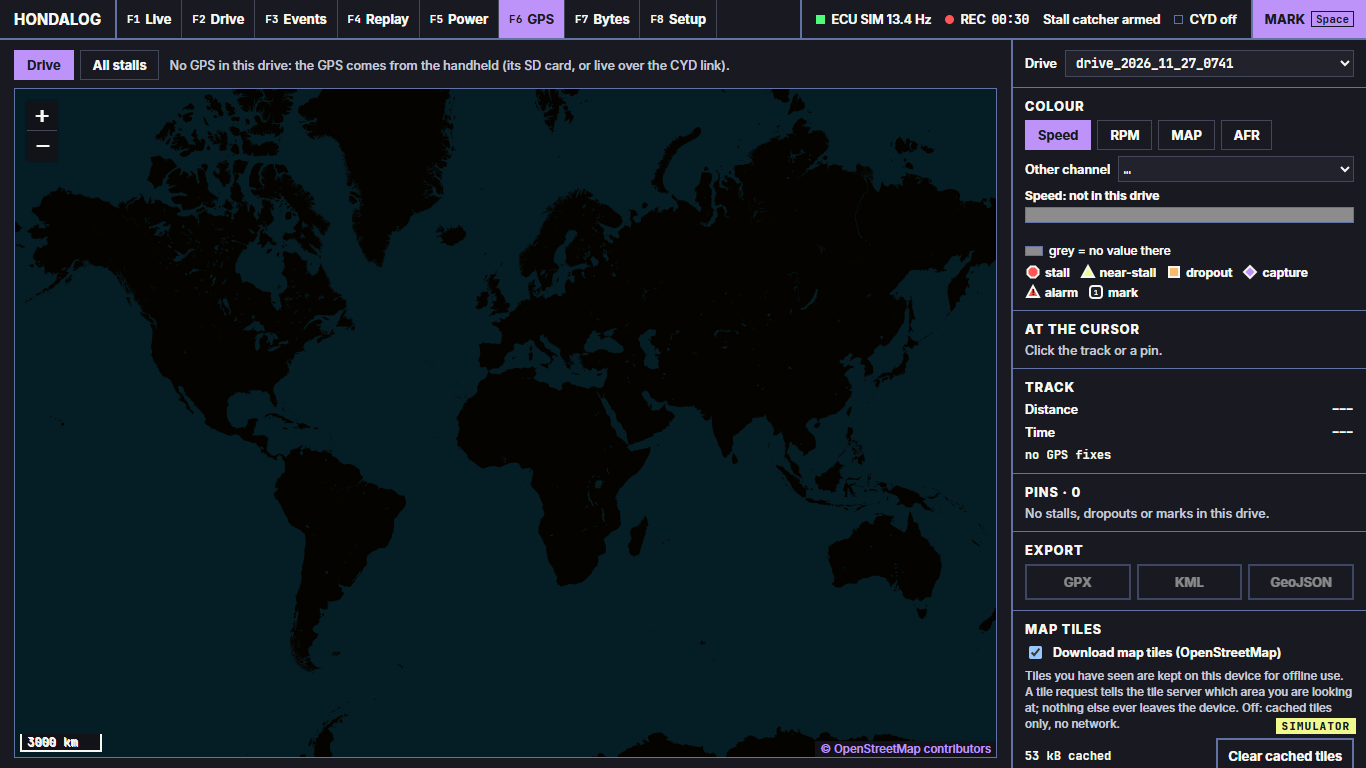 HONDALOG F1 Live F2 Drive F3 Events F4 Replay F5 Power F6 GPS F7 Bytes F8 Setup ECU SIM 13.4 Hz REC 00:30 Stall catcher armed CYD off MARK Space
Drive All stalls No GPS in this drive: the GPS comes from the handheld (its SD card, or live over the CYD link).
+
−
3000 km
© OpenStreetMap contributors
Drive drive_2026_11_27_0741
COLOUR
Speed RPM MAP AFR
Other channel …
Speed: not in this drive
grey = no value there
stall near-stall dropout capture
alarm 1 mark
AT THE CURSOR
Click the track or a pin.
TRACK
Distance ---
Time ---
no GPS fixes
PINS · 0
No stalls, dropouts or marks in this drive.
EXPORT
GPX KML GeoJSON
MAP TILES
Download map tiles (OpenStreetMap)
Tiles you have seen are kept on this device for offline use.
A tile request tells the tile server which area you are looking
at; nothing else ever leaves the device. Off: cached tiles
only, no network.
SIMULATOR
53 kB cached Clear cached tiles